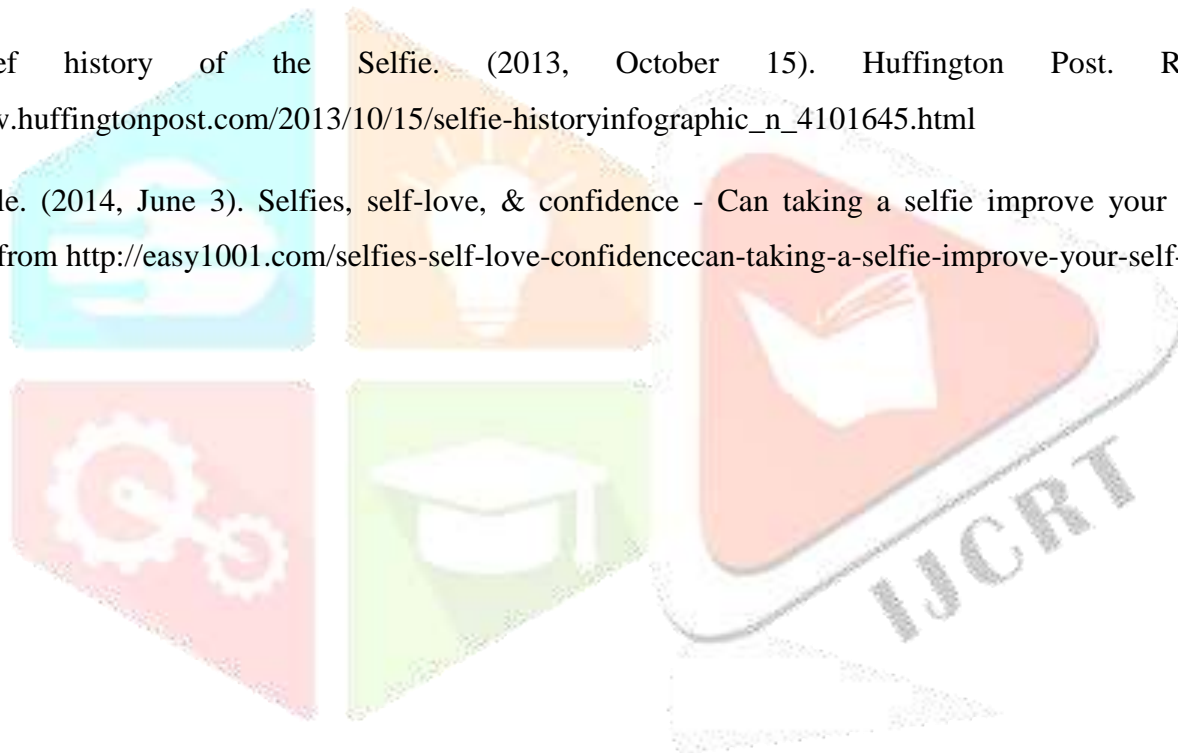 ef history of the Selfie. (2013, October 15). Huffington Post. R
w.huffingtonpost.com/2013/10/15/selfie-historyinfographic_n_4101645.html
le. (2014, June 3). Selfies, self-love, & confidence - Can taking a selfie improve your
from http://easy1001.com/selfies-self-love-confidencecan-taking-a-selfie-improve-your-self-
IJCRT